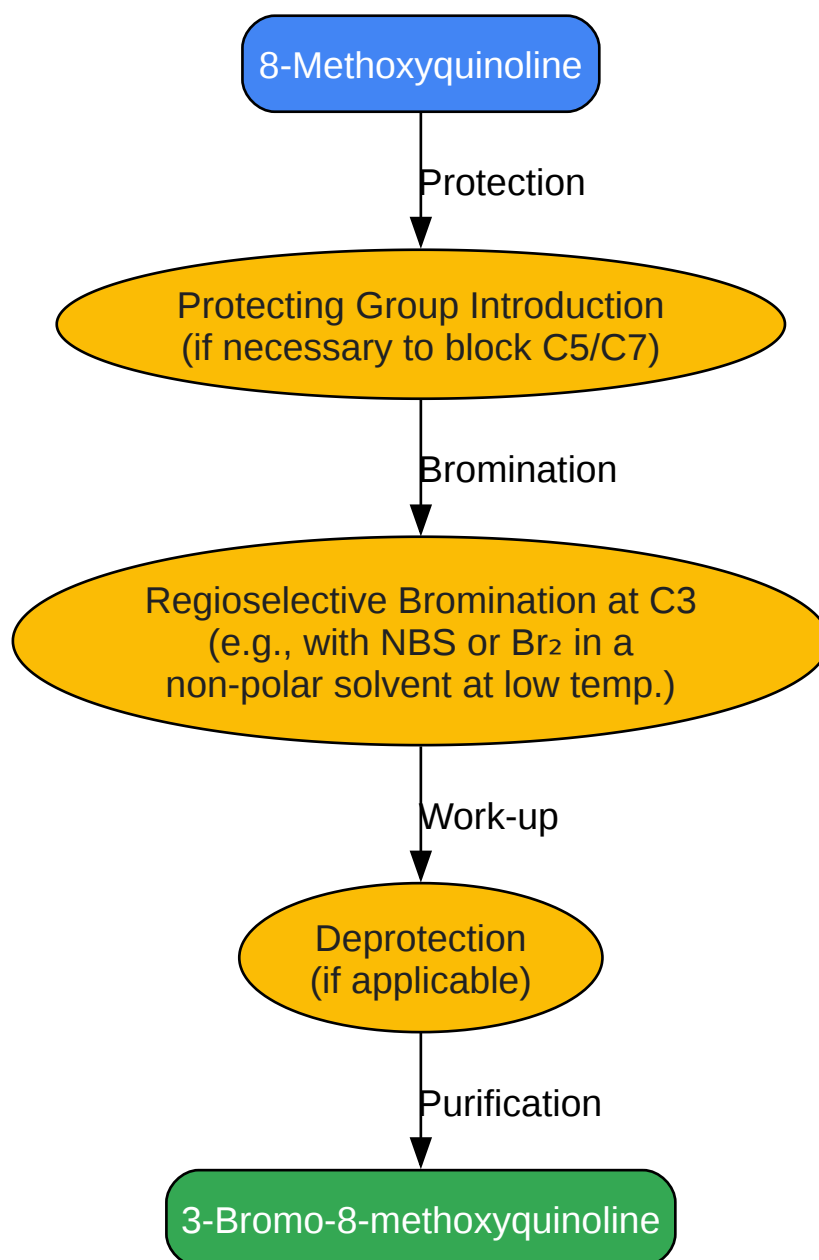 8-Methoxyquinoline
Protection
Protecting Group Introduction
(if necessary to block C5/C7)
Bromination
Regioselective Bromination at C3
(e.g., with NBS or Br₂ in a
non-polar solvent at low temp.)
Work-up
Deprotection
(if applicable)
Purification
3-Bromo-8-methoxyquinoline